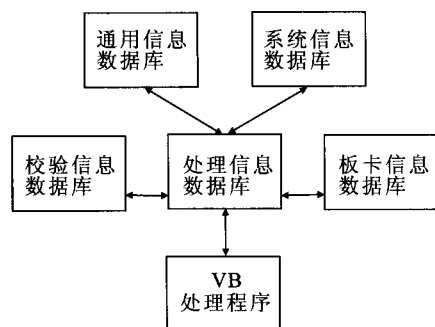 通用信息
数据库
系统信息
数据库
校验信息
数据库
处理信息
数据库
板卡信息
数据库
VB
处理程序